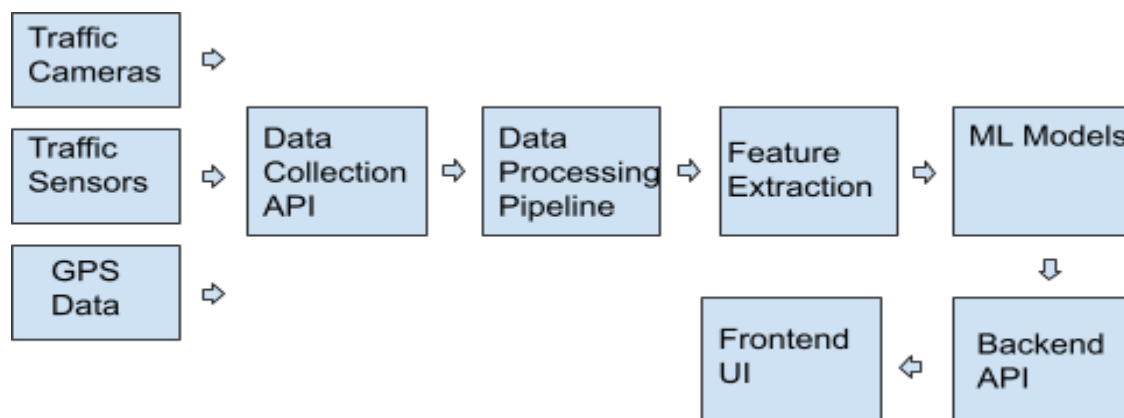 Traffic
Cameras
Traffic
Sensors
GPS
Data
Data
Collection
API
Data
Processing
Pipeline
Feature
Extraction
ML Models
Backend
API
Frontend
UI